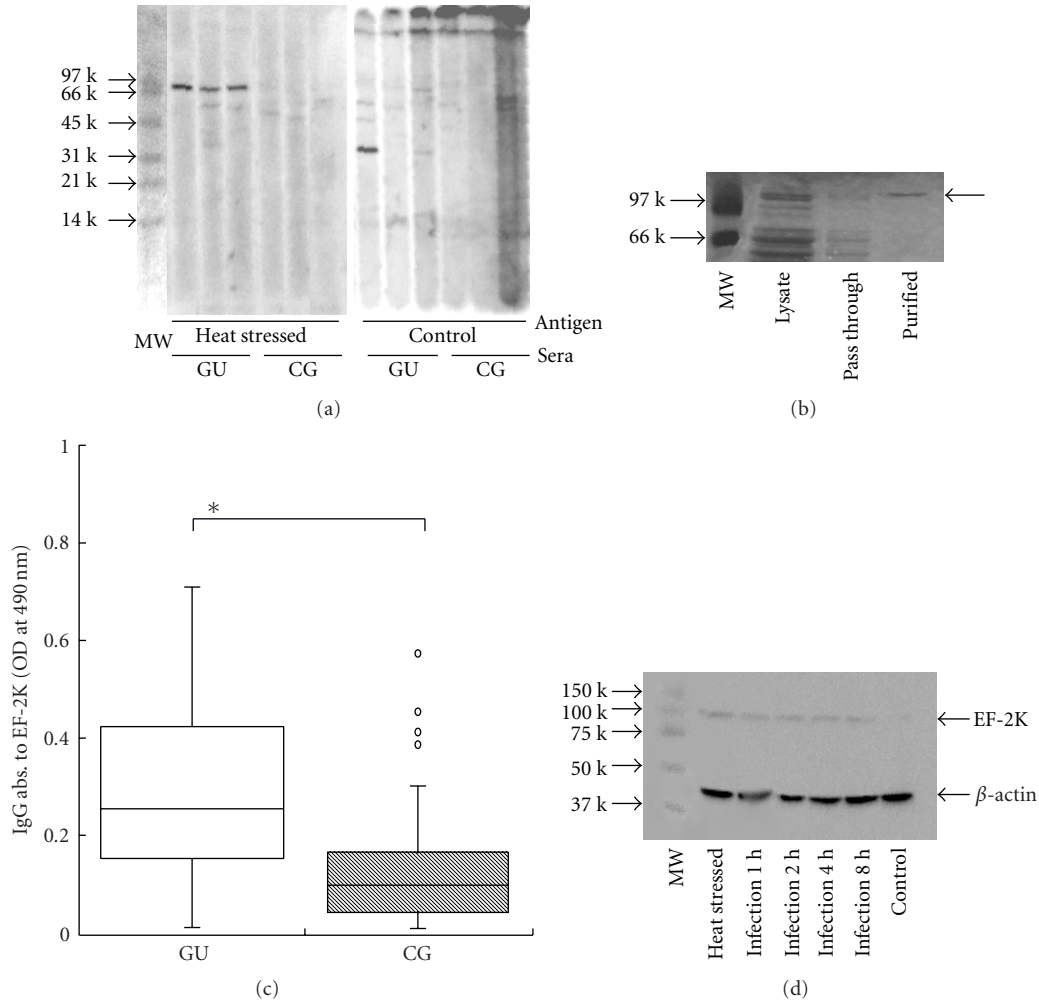 97 k
66 k
45 k
31 k
21 k
14 k
MW
Heat stressed
Control
Antigen
GU
CG
GU
CG
Sera
(a)
97 k
66 k
MW
Lysate
Pass through
Purified
(b)
IgG abs. to EF-2K (OD at 490 nm)
1
0.8
0.6
0.4
0.2
0
*
GU
CG
(c)
150 k
100 k
75 k
50 k
37 k
EF-2K
β-actin
MW
Heat stressed
Infection 1 h
Infection 2 h
Infection 4 h
Infection 8 h
Control
(d)